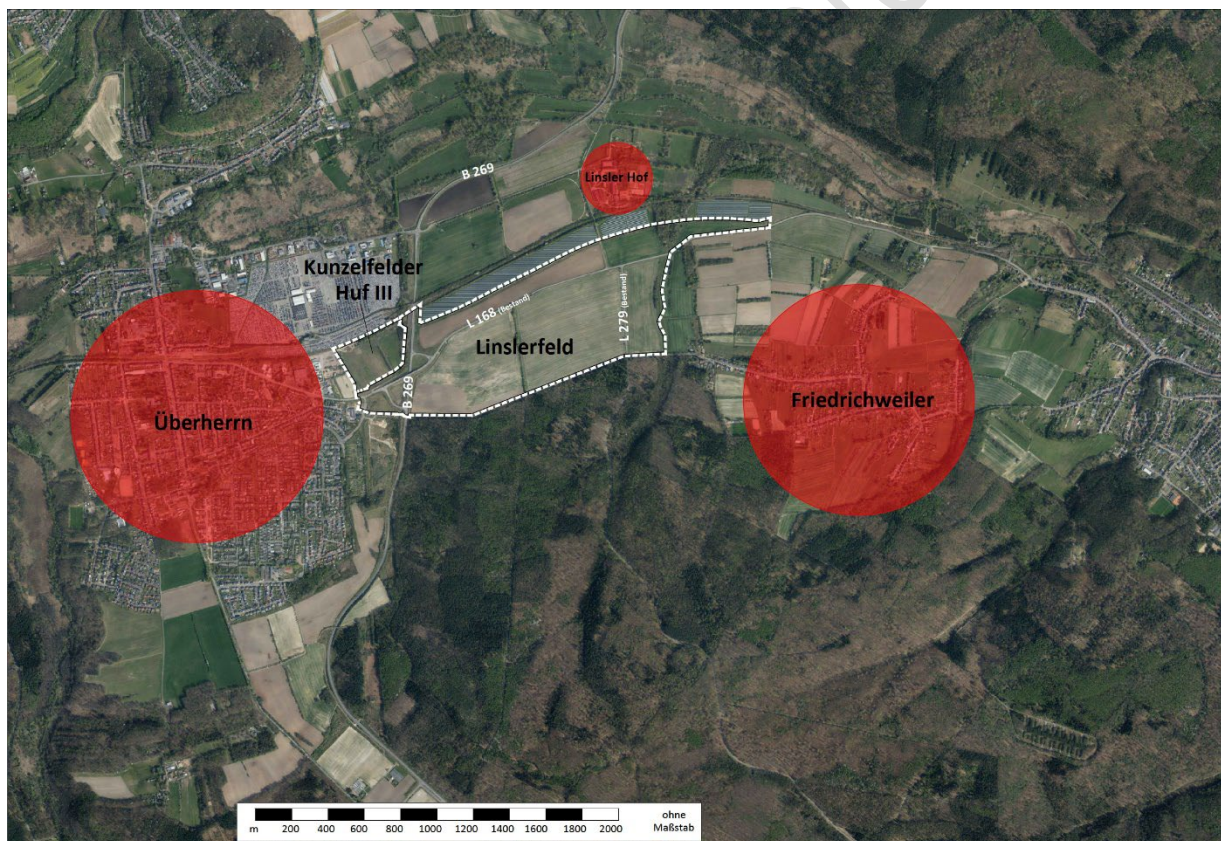 B 269
Linsler Hof
Kunzelfelder
Huf III
L 168 (Bestand)
L 279 (Bestand)
Linslerfeld
B 269
Überherrn
Friedrichweiler
m 200 400 600 800 1000 1200 1400 1600 1800 2000
ohne
Maßstab